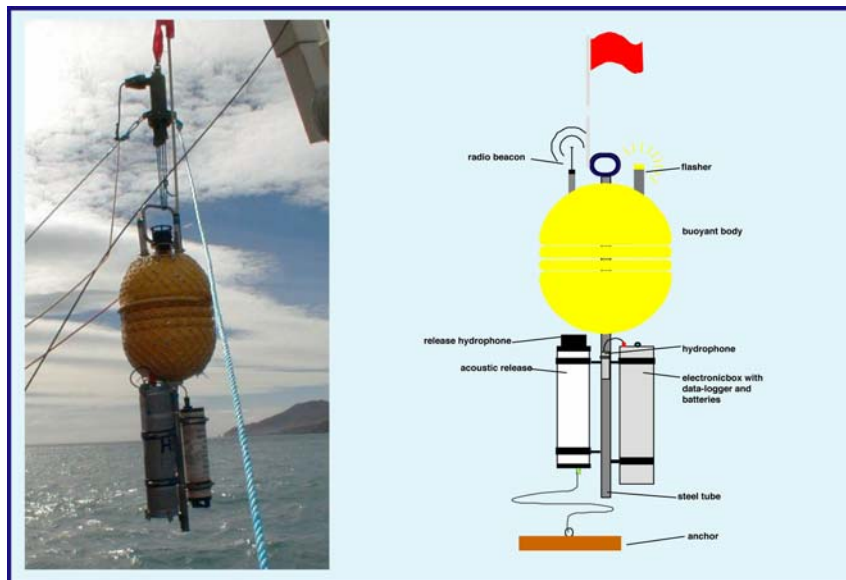 radio beacon
flasher
buoyant body
release hydrophone
hydrophone
acoustic release
electronicbox with
data-logger and
batteries
steel tube
anchor